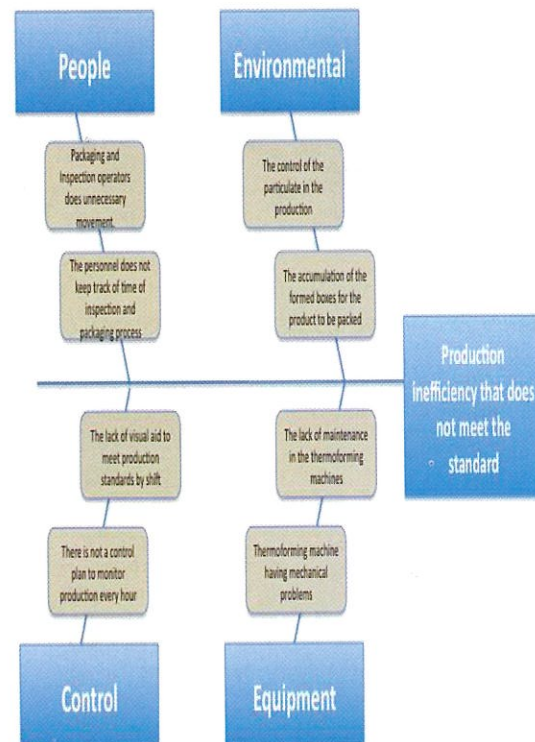 People
Packaging and
Inspection operators
does unnecessary
movement.
The personnel does not
keep track of time of
inspection and
packaging process
Environmental
The control of the
particulate in the
production
The accumulation of the
formed boxes for the
product to be packed
Production
inefficiency that does
not meet the
standard
The lack of visual aid to
meet production
standards by shift
There is not a control
plan to monitor
production every hour
Control
The lack of maintenance
in the thermoforming
machines
Thermoforming machine
having mechanical
problems
Equipment